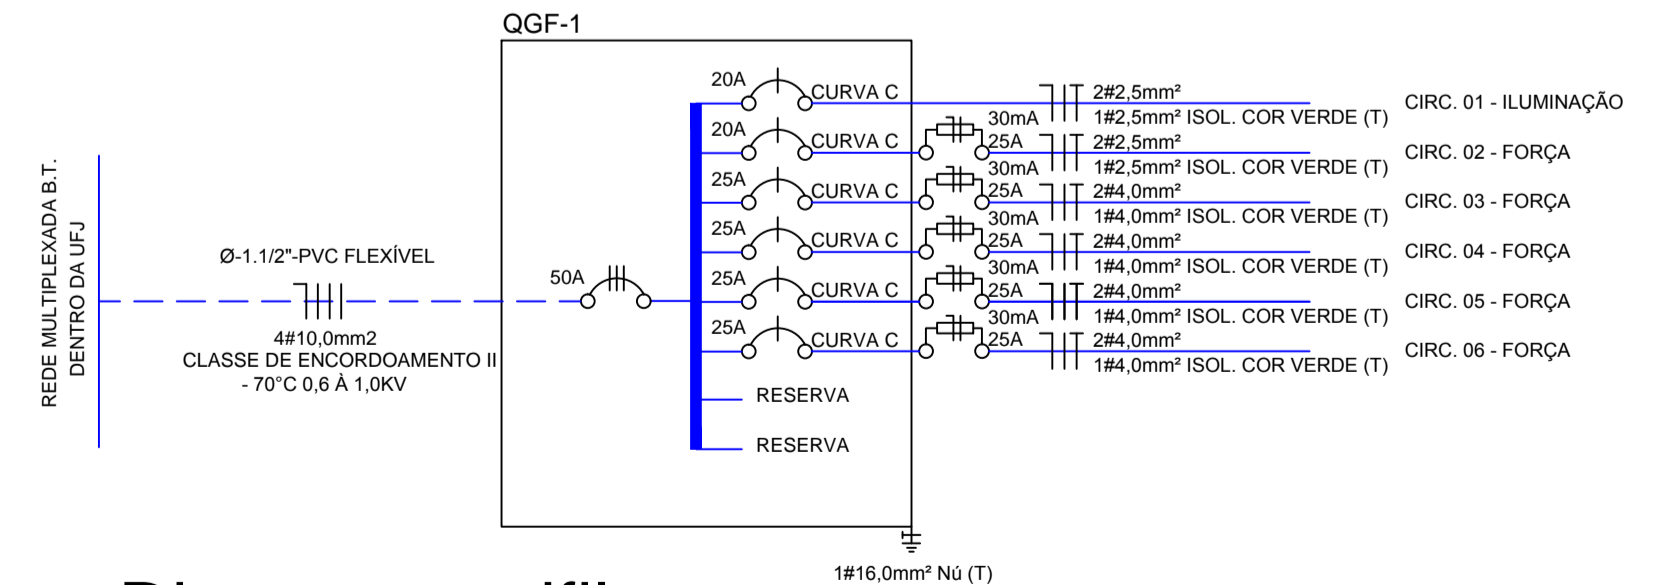 QGF-1
REDE MULTIPLEXADA B.T.
DENTRO DA UFJ
Ø-1.1/2"-PVC FLEXÍVEL
4#10,0mm2
CLASSE DE ENCORDOAMENTO II
- 70°C 0,6 À 1,0KV
50A
20A
CURVA C
2#2,5mm²
1#2,5mm² ISOL. COR VERDE (T)
CIRC. 01 - ILUMINAÇÃO
20A
CURVA C
30mA
25A
2#2,5mm²
1#2,5mm² ISOL. COR VERDE (T)
CIRC. 02 - FORÇA
25A
CURVA C
30mA
25A
2#4,0mm²
1#4,0mm² ISOL. COR VERDE (T)
CIRC. 03 - FORÇA
25A
CURVA C
30mA
25A
2#4,0mm²
1#4,0mm² ISOL. COR VERDE (T)
CIRC. 04 - FORÇA
25A
CURVA C
30mA
25A
2#4,0mm²
1#4,0mm² ISOL. COR VERDE (T)
CIRC. 05 - FORÇA
25A
CURVA C
30mA
25A
2#4,0mm²
1#4,0mm² ISOL. COR VERDE (T)
CIRC. 06 - FORÇA
RESERVA
RESERVA
1#16,0mm² Nú (T)